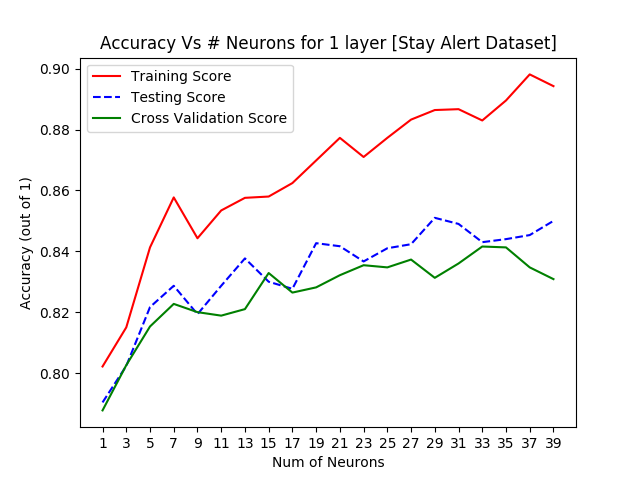 Accuracy Vs # Neurons for 1 layer [Stay Alert Dataset]
Training Score
Testing Score
Cross Validation Score
Accuracy (out of 1)
0.90
0.88
0.86
0.84
0.82
0.80
1 3 5 7 9 11 13 15 17 19 21 23 25 27 29 31 33 35 37 39
Num of Neurons